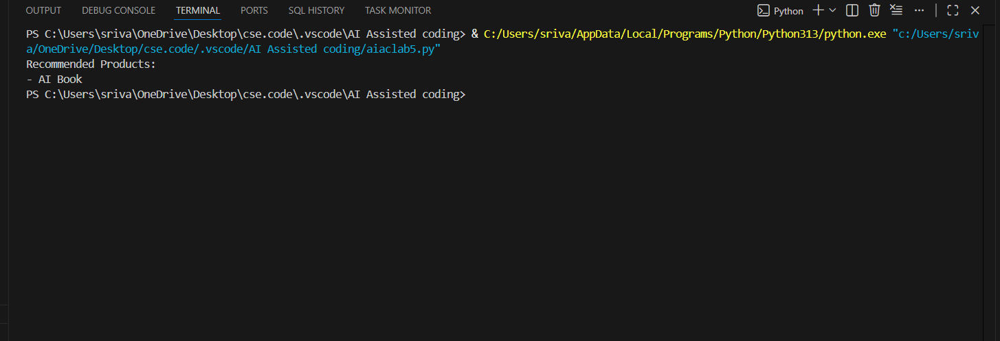 OUTPUT DEBUG CONSOLE TERMINAL PORTS SQL HISTORY TASK MONITOR Python
PS C:\Users\sriva\OneDrive\Desktop\cse.code\.vscode\AI Assisted coding> & C:/Users/sriva/AppData/Local/Programs/Python/Python313/python.exe "c:/Users/sriv
a/OneDrive/Desktop/cse.code/.vscode/AI Assisted coding/aiaclab5.py"
Recommended Products:
- AI Book
PS C:\Users\sriva\OneDrive\Desktop\cse.code\.vscode\AI Assisted coding>